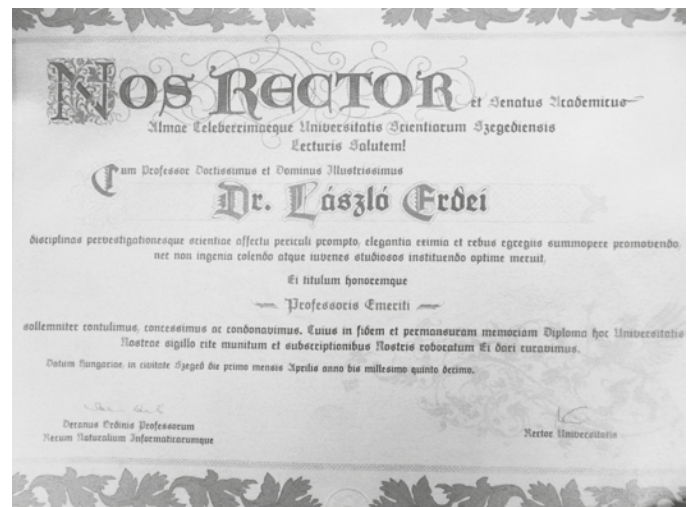 NOS RECTOR et Senatus Academicus
Almae Celeberrimaeque Universitatis Scientiarum Szegediensis
Lecturis Salutem!
Cum Professor Doctissimus et Dominus Illustrissimus
Dr. László Erdei
disciplinas pervestigationesque scientiae affectu periculi prompto, elegantia eximia et rebus egregiis summopere promovendo,
nec non ingenia colendo atque iuvenes studiosos instituendo optime meruit,
Ei titulum honoremque
Professoris Emeriti
sollemniter contulimus, concessimus ac condonavimus. Cuius in fidem et permansuram memoriam Diploma hoc Universitatis
Nostrae sigillo rite munitum et subscriptionibus Nostris roboratum Ei dari curavimus.
Datum Hungariae, in civitate Szeged die primo mensis Aprilis anno bis millesimo quinto decimo.
Decanus Ordinis Professorum
Rerum Naturalium Informaticarumque
Rector Universitatis